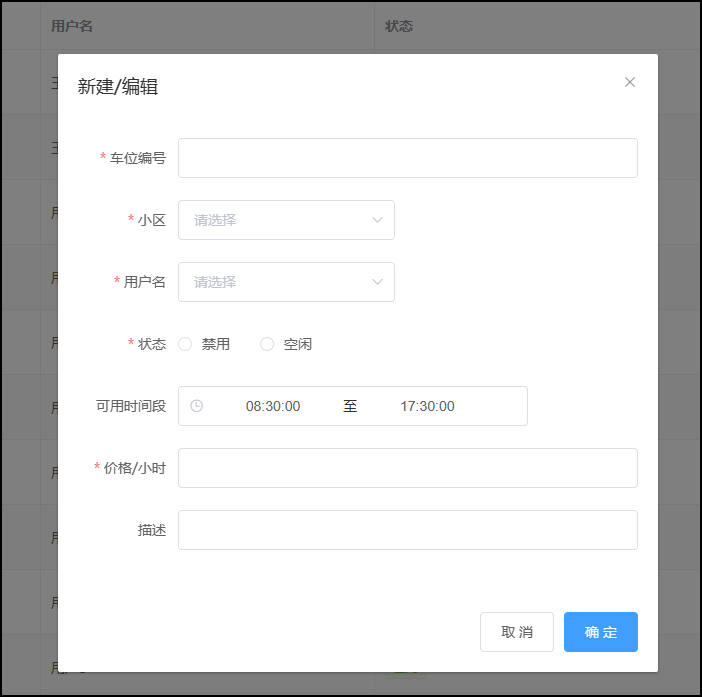 用户名 状态
新建/编辑
* 车位编号
* 小区 请选择
* 用户名 请选择
* 状态 禁用 空闲
可用时间段 08:30:00 至 17:30:00
* 价格/小时
描述
取消 确定